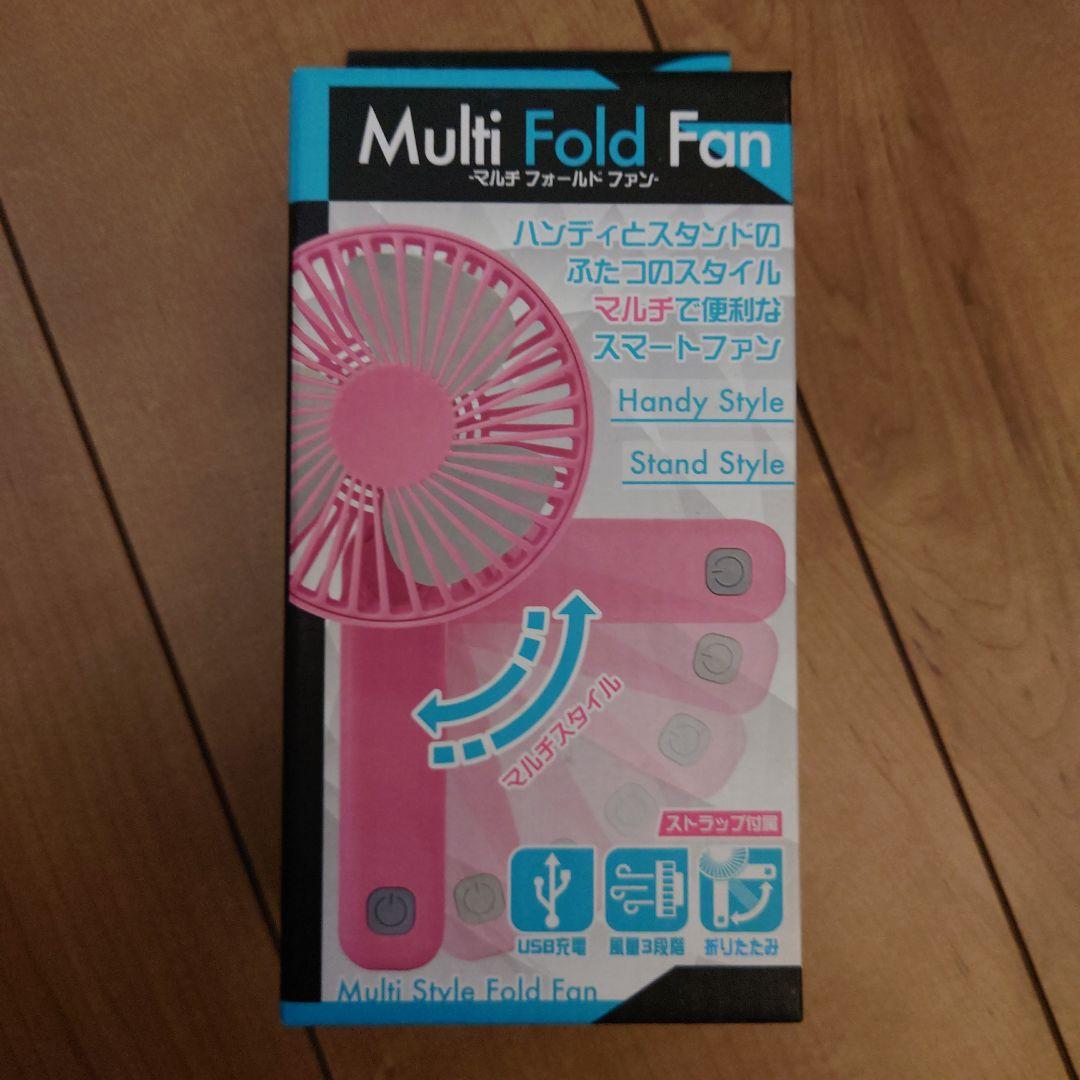 Multi Fold Fan
-マルチ フォールド ファン-
ハンディとスタンドの
ふたつのスタイル
マルチで便利な
スマートファン
Handy Style
Stand Style
マルチスタイル
ストラップ付属
USB充電
風量3段階
折りたたみ
Multi Style Fold Fan